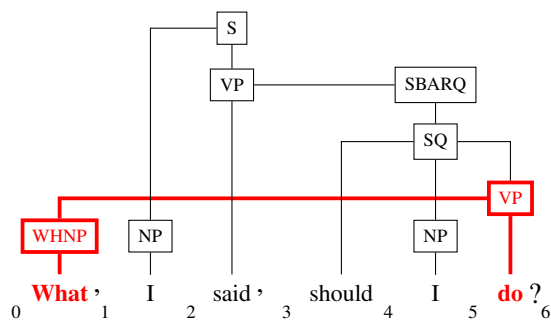 S
VP SBARQ
SQ
VP
WHNP NP NP
What , I said , should I do ?
0 1 2 3 4 5 6